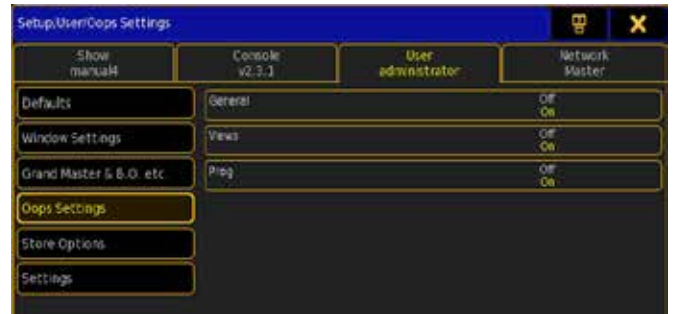 Setup,User/Oops Settings
Show
manual4
Console
v2.3.1
User
administrator
Network
Master
Defaults
General
Off
On
Window Settings
Views
Off
On
Grand Master & B.O. etc
Prog
Off
On
Oops Settings
Store Options
Settings